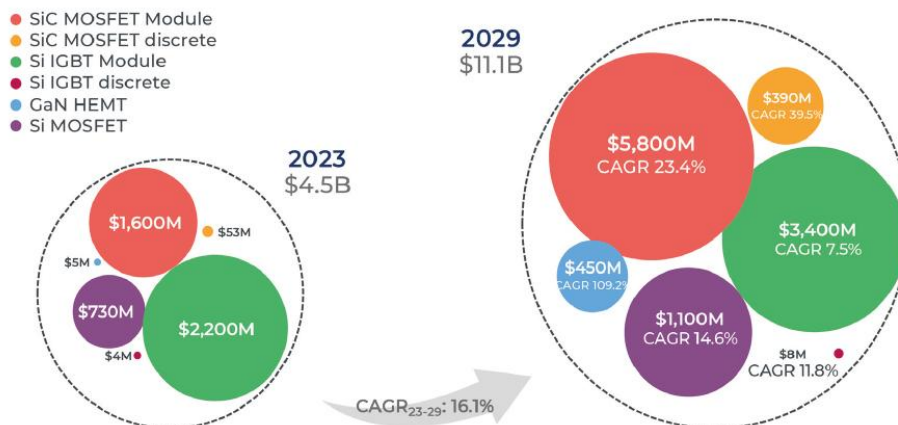 SiC MOSFET Module
SiC MOSFET discrete
Si IGBT Module
Si IGBT discrete
GaN HEMT
Si MOSFET
2023
$4.5B
$1,600M
$53M
$5M
$730M
$2,200M
$4M
CAGR23-29: 16.1%
2029
$11.1B
$390M
CAGR 39.5%
$5,800M
CAGR 23.4%
$3,400M
CAGR 7.5%
$450M
CAGR 109.2%
$1,100M
CAGR 14.6%
$8M
CAGR 11.8%